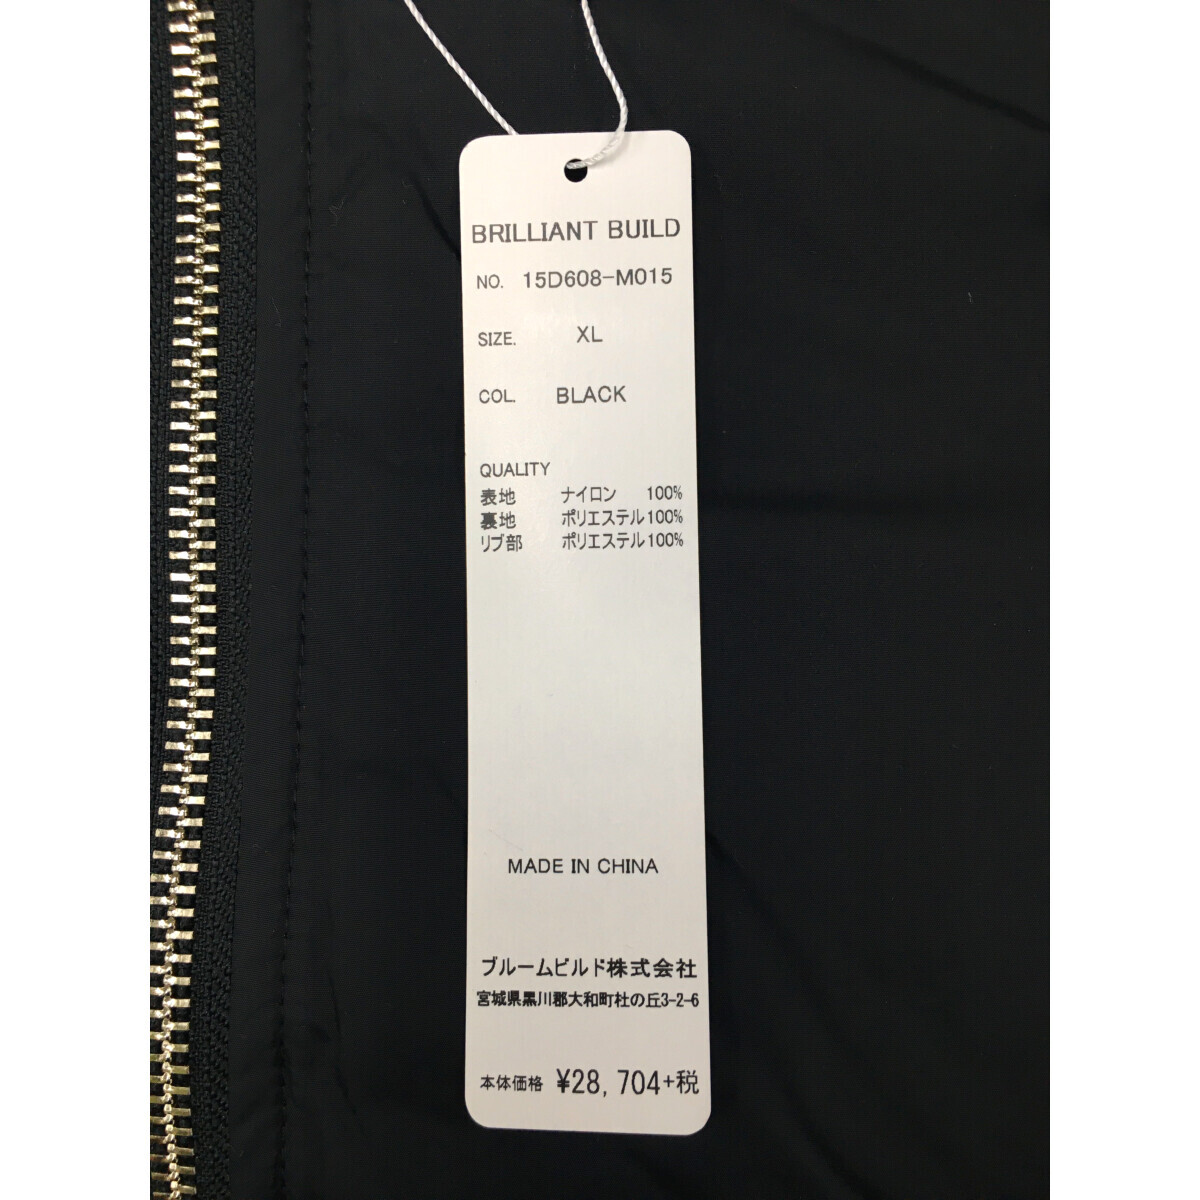 BRILLIANT BUILD
NO. 15D608-M015
SIZE. XL
COL. BLACK
QUALITY
表地 ナイロン 100%
裏地 ポリエステル100%
リブ部 ポリエステル100%
MADE IN CHINA
ブルームビルド株式会社
宮城県黒川郡大和町杜の丘3-2-6
本体価格 ¥28,704+税